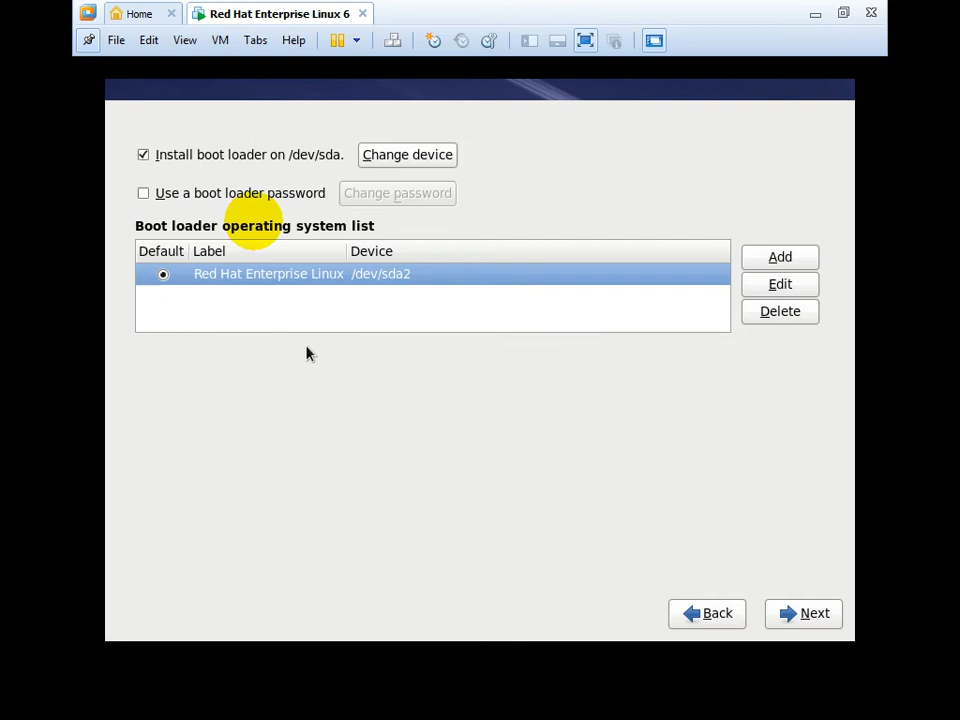 Home
Red Hat Enterprise Linux 6
File Edit View VM Tabs Help
Install boot loader on /dev/sda. Change device
Use a boot loader password Change password
Boot loader operating system list
Default Label Device
Red Hat Enterprise Linux /dev/sda2
Add
Edit
Delete
Back Next